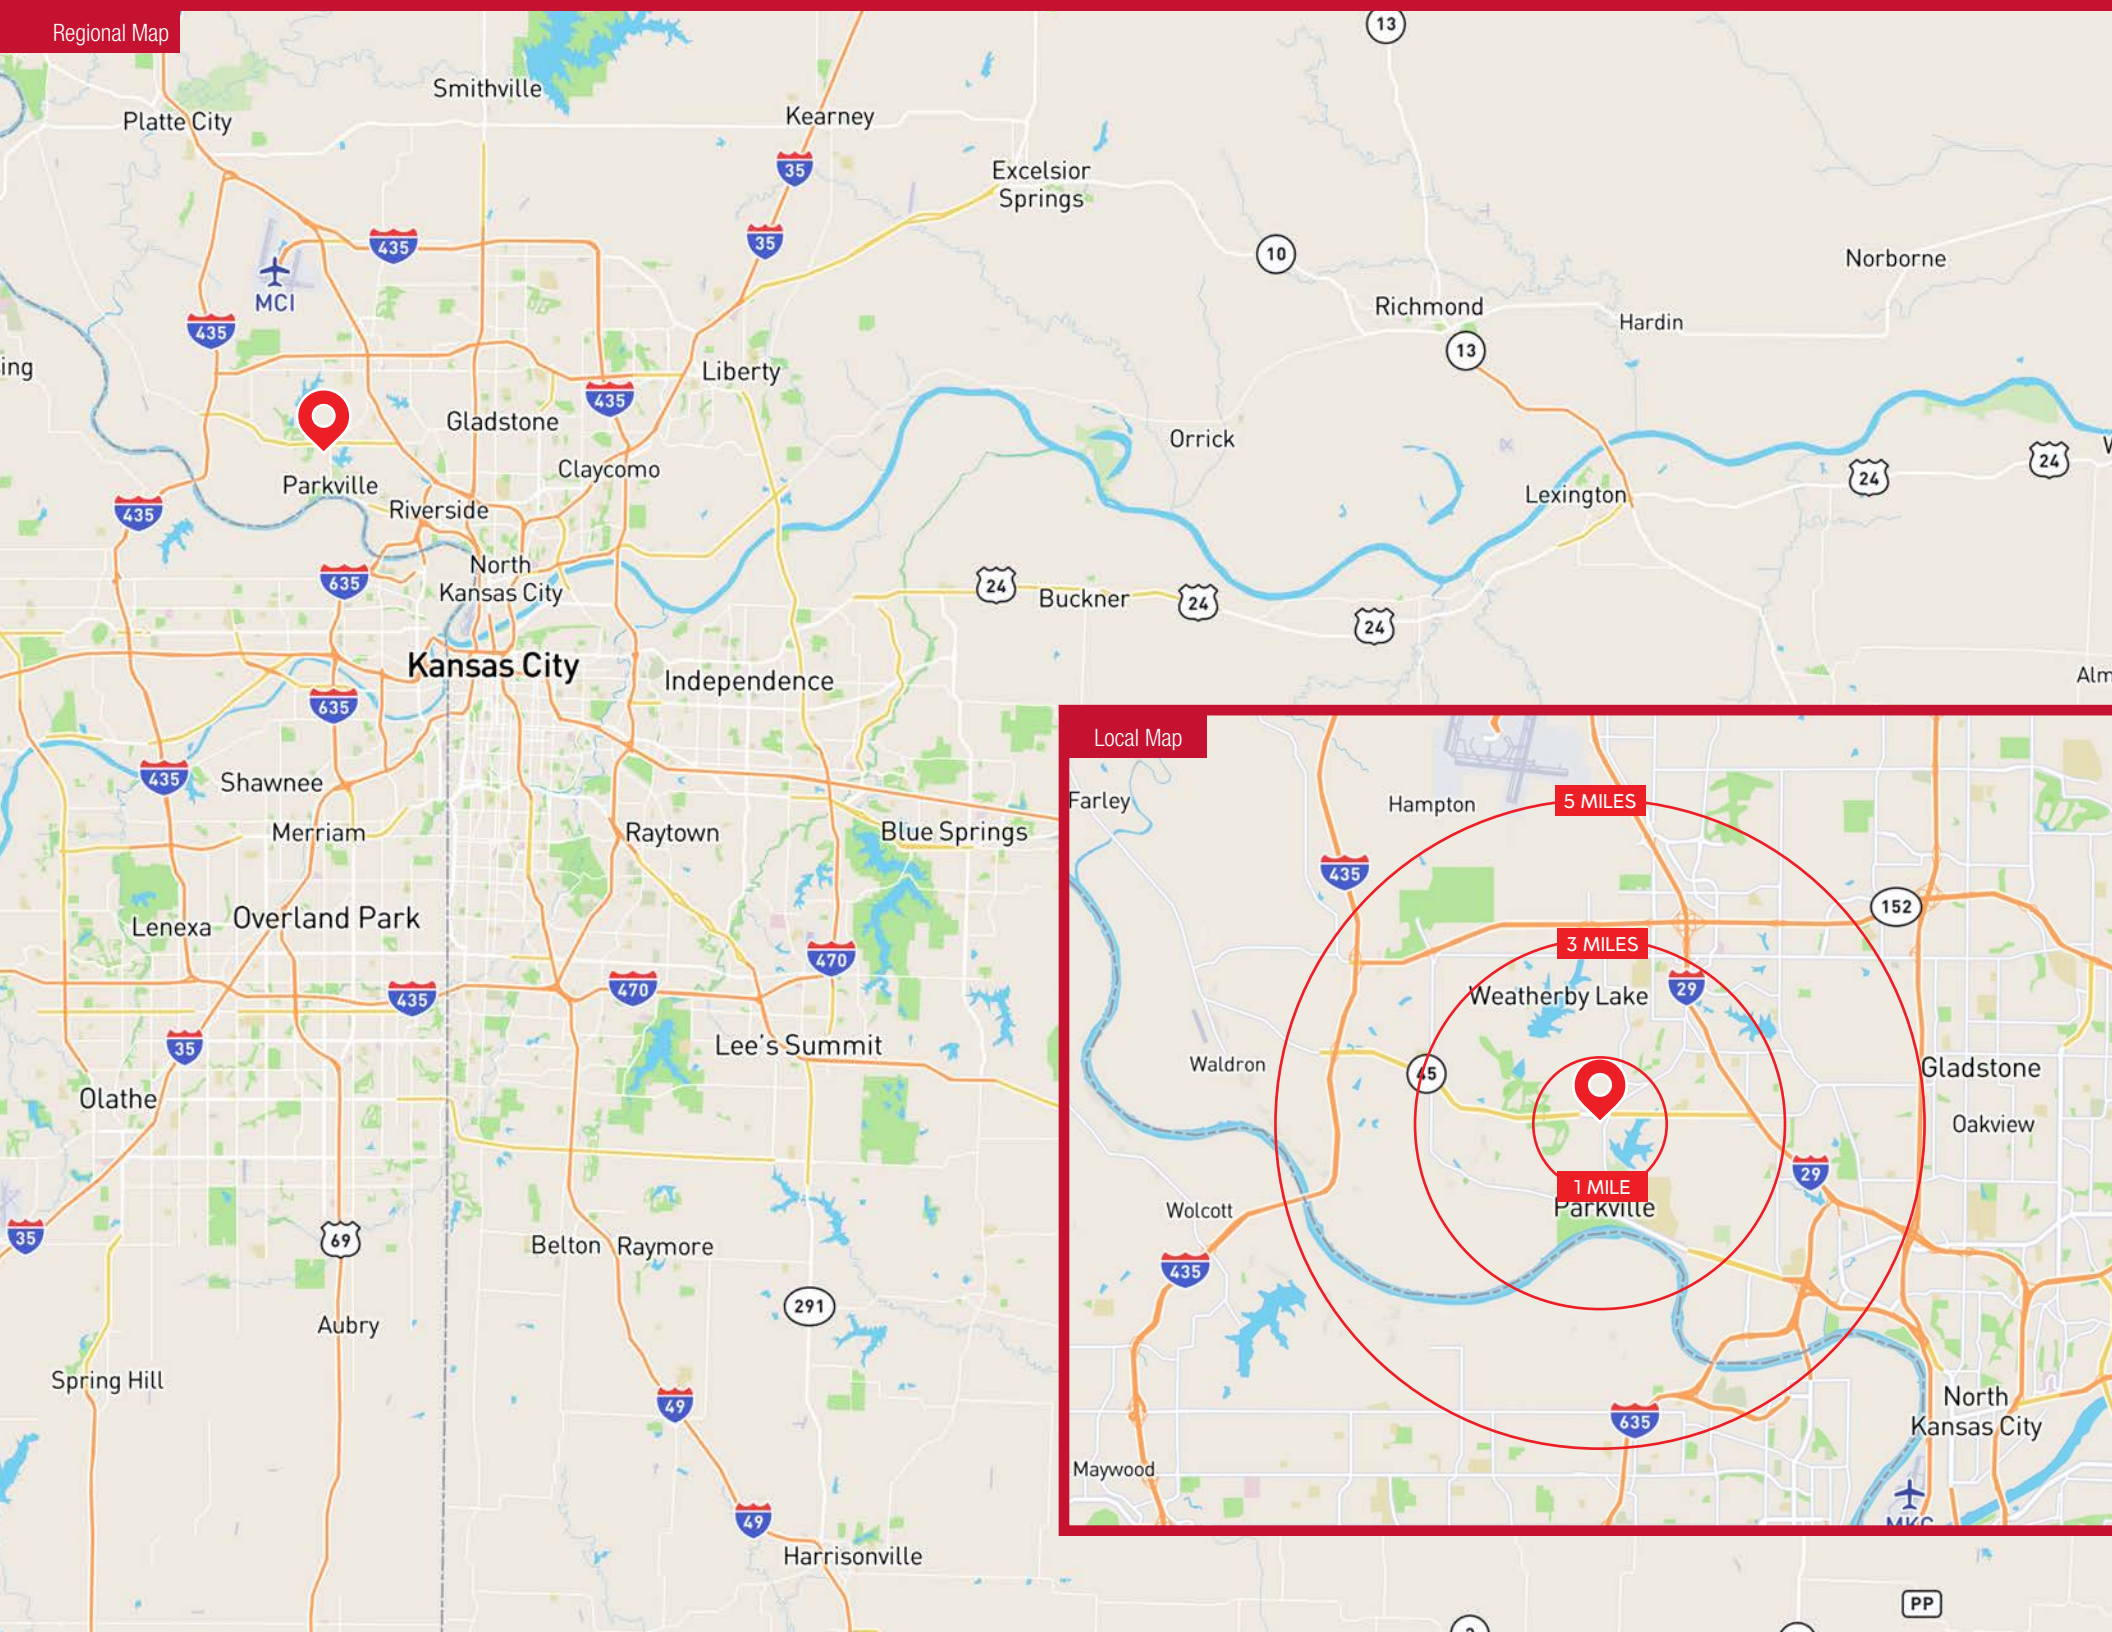 Regional Map
13
Smithville
Platte City
Kearney
35
Excelsior
Springs
435
35
10
Norborne
MCI
435
Richmond
Hardin
13
ing
Liberty
435
Gladstone
Orrick
Claycomo
24
24
Parkville
Lexington
435
Riverside
North
Kansas City
635
24
Buckner
24
24
Kansas City
Independence
Alm
635
435
Shawnee
Merriam
Raytown
Blue Springs
Lenexa
Overland Park
470
470
435
35
Lee's Summit
Olathe
35
69
Belton
Raymore
291
Aubry
Spring Hill
49
49
Harrisonville
PP
Local Map
Farley
Hampton
5 MILES
435
152
3 MILES
Weatherby Lake
29
Waldron
45
Gladstone
Oakview
29
1 MILE
Parkville
Wolcott
435
North
Kansas City
635
Maywood
MKC